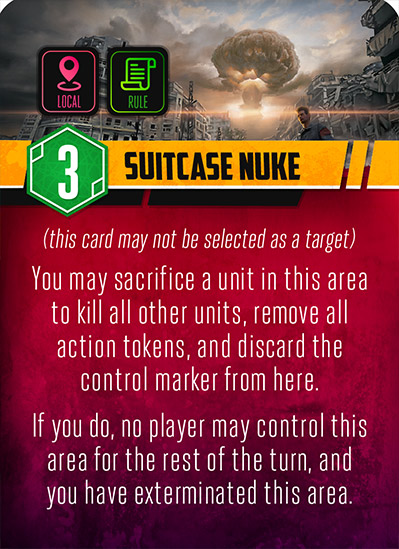 LOCAL
RULE
3
SUITCASE NUKE
(this card may not be selected as a target)
You may sacrifice a unit in this area
to kill all other units, remove all
action tokens, and discard the
control marker from here.
If you do, no player may control this
area for the rest of the turn, and
you have exterminated this area.